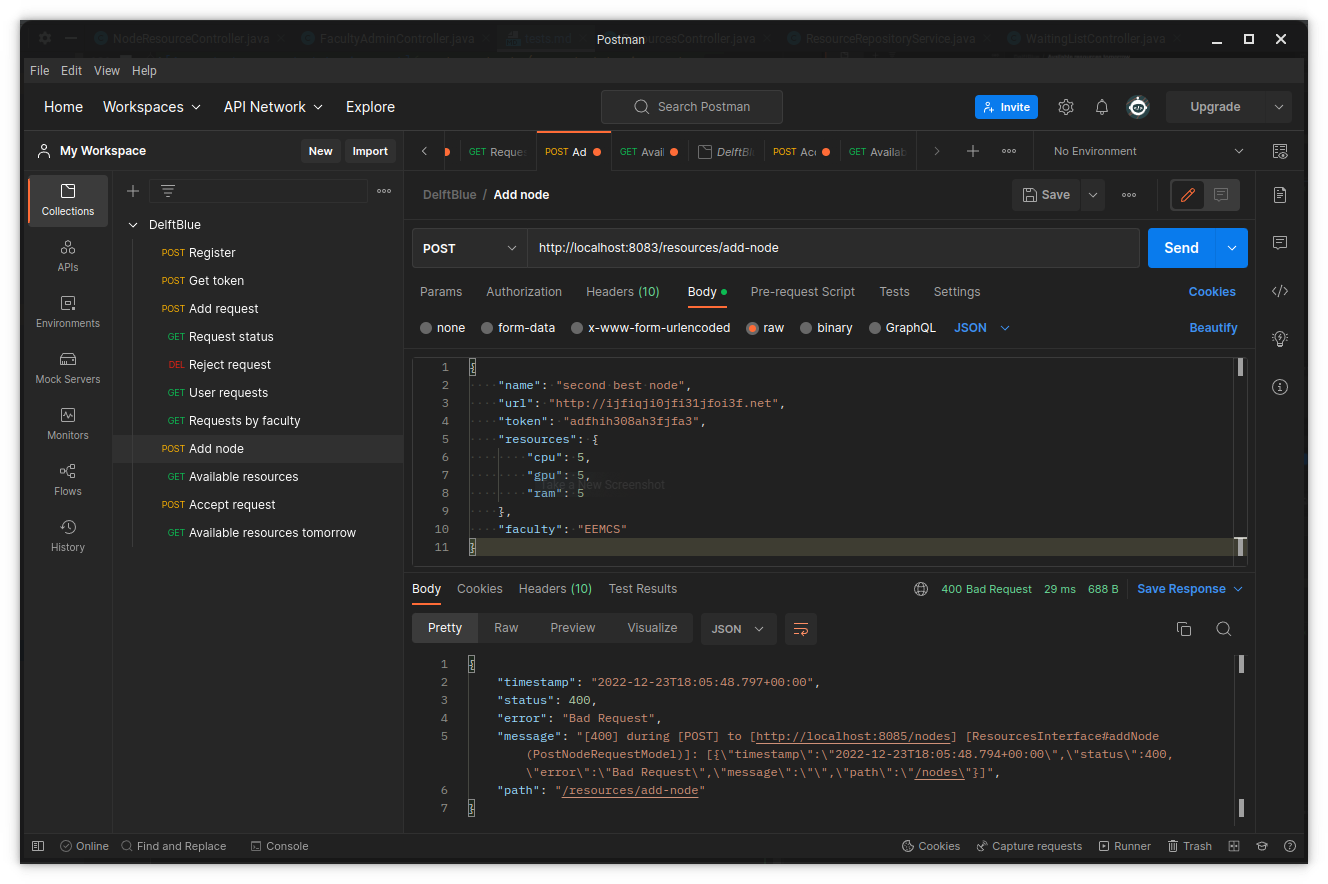 NodeResourceController.java
FacultyAdminController.java
Postman
ResourceRepositoryService.java
WaitingListController.java
File Edit View Help
Home Workspaces API Network Explore
Search Postman
Invite
Upgrade
My Workspace
New Import
GET Reque
POST Ad
GET Avail
DelftBl
POST Acc
GET Availab
No Environment
Collections
APIs
Environments
Mock Servers
Monitors
Flows
History
DelftBlue
POST Register
POST Get token
POST Add request
GET Request status
DEL Reject request
GET User requests
GET Requests by faculty
POST Add node
GET Available resources
POST Accept request
GET Available resources tomorrow
DelftBlue / Add node
Save
POST http://localhost:8083/resources/add-node Send
Params Authorization Headers (10) Body Pre-request Script Tests Settings Cookies
none form-data x-www-form-urlencoded raw binary GraphQL JSON Beautify
1 {
2 "name": "second best node",
3 "url": "http://ijfiqji0jfi31jfoi3f.net",
4 "token": "adfhih308ah3fjfa3",
5 "resources": {
6 "cpu": 5,
7 "gpu": 5,
Take a New Screenshot
8 "ram": 5
9 },
10 "faculty": "EEMCS"
11 }
Body Cookies Headers (10) Test Results 400 Bad Request 29 ms 688 B Save Response
Pretty Raw Preview Visualize JSON
1 {
2 "timestamp": "2022-12-23T18:05:48.797+00:00",
3 "status": 400,
4 "error": "Bad Request",
5 "message": "[400] during [POST] to [http://localhost:8085/nodes] [ResourcesInterface#addNode
(PostNodeRequestModel)]: [{\"timestamp\":\"2022-12-23T18:05:48.794+00:00\",\"status\":400,
\"error\":\"Bad Request\",\"message\":\"\",\"path\":\"/nodes\"}]",
6 "path": "/resources/add-node"
7 }
Online Find and Replace Console Cookies Capture requests Runner Trash